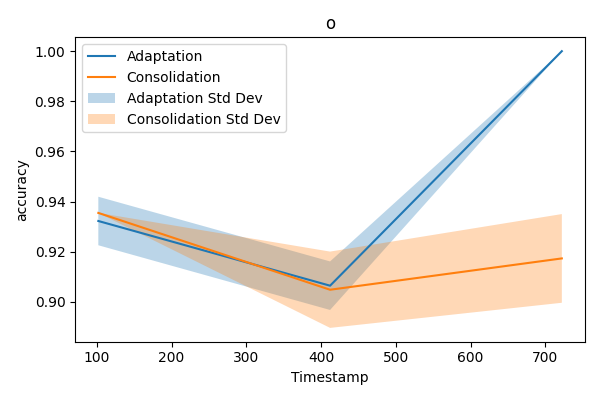 o
1.00
0.98
0.96
0.94
0.92
0.90
accuracy
Adaptation
Consolidation
Adaptation Std Dev
Consolidation Std Dev
100
200
300
400
500
600
700
Timestamp